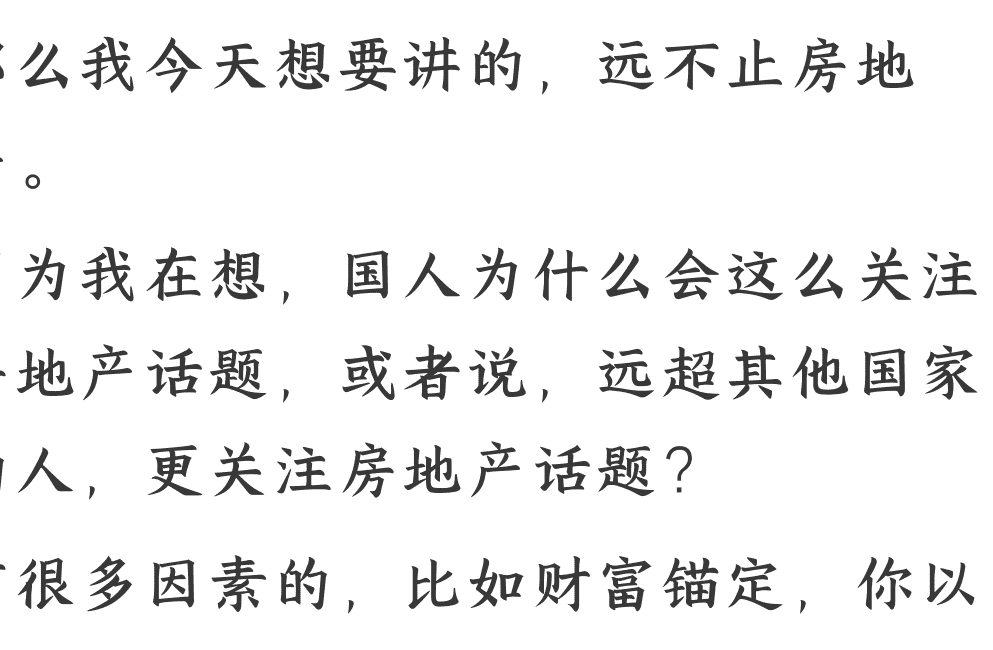 么我今天想要讲的，远不止房地
。
为我在想，国人为什么会这么关注
地产话题，或者说，远超其他国家
人，更关注房地产话题？
很多因素的，比如财富锚定，你以